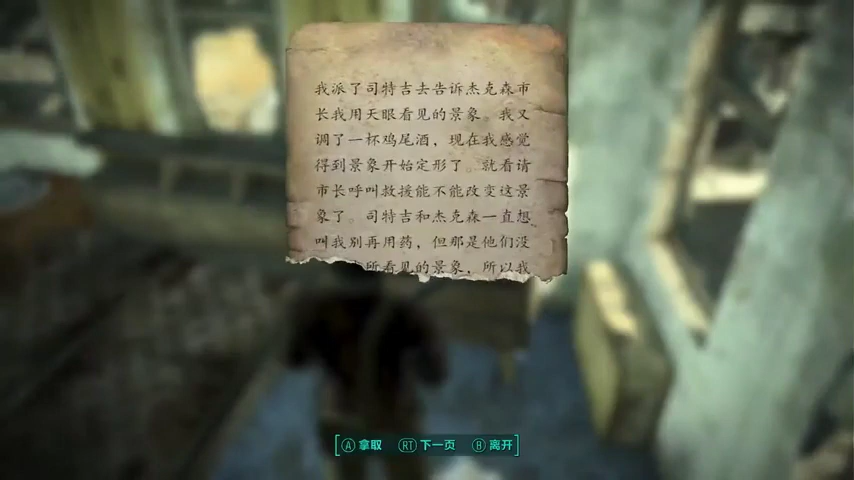 我派了司特吉去告诉杰克森市
长我用天眼看见的景象。我又
调了一杯鸡尾酒，现在我感觉
得到景象开始定形了。就看请
市长呼叫救援能不能改变这景
象了。司特吉和杰克森一直想
叫我别再用药，但那是他们没
所看见的景象，所以我
A 拿取 RT 下一页 B 离开